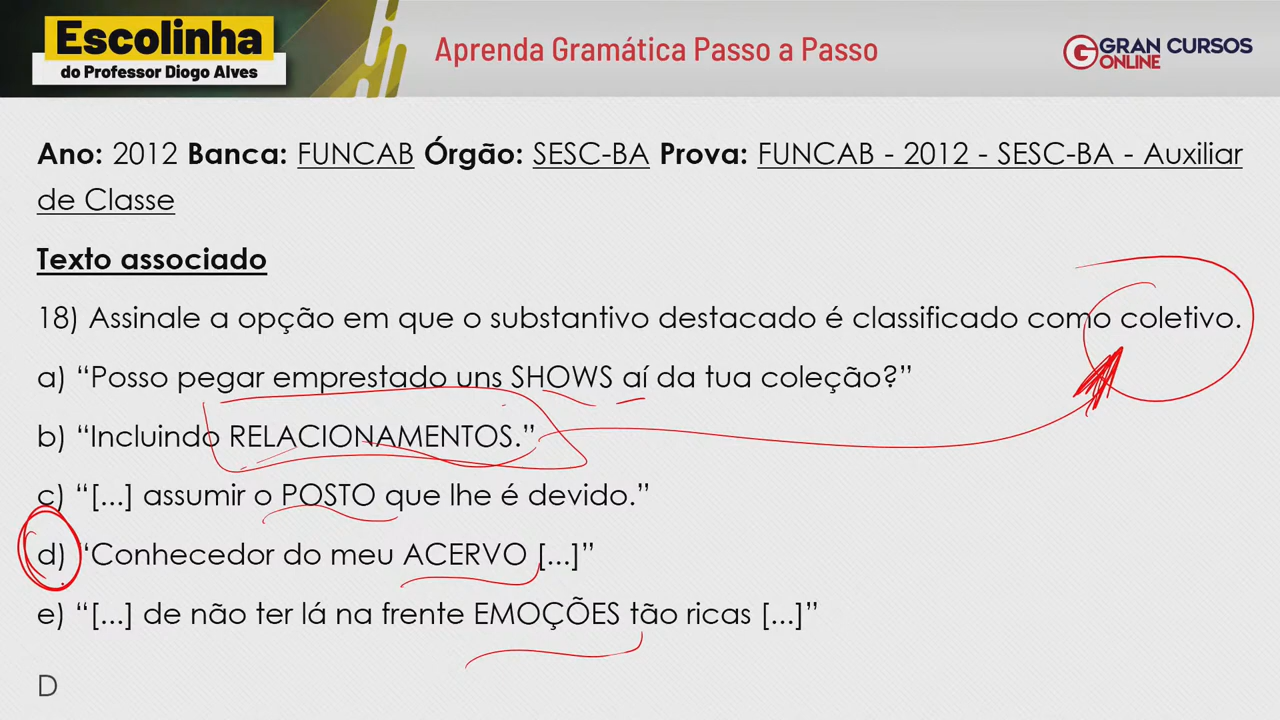 Escolinha
do Professor Diogo Alves
Aprenda Gramática Passo a Passo
GRAN CURSOS
ONLINE
Ano: 2012 Banca: FUNCAB Órgão: SESC-BA Prova: FUNCAB - 2012 - SESC-BA - Auxiliar
de Classe
Texto associado
18) Assinale a opção em que o substantivo destacado é classificado como coletivo.
a) “Posso pegar emprestado uns SHOWS aí da tua coleção?”
b) “Incluindo RELACIONAMENTOS.”
c) “[...] assumir o POSTO que lhe é devido.”
d) “Conhecedor do meu ACERVO [...]”
e) “[...] de não ter lá na frente EMOÇÕES tão ricas [...]”
D